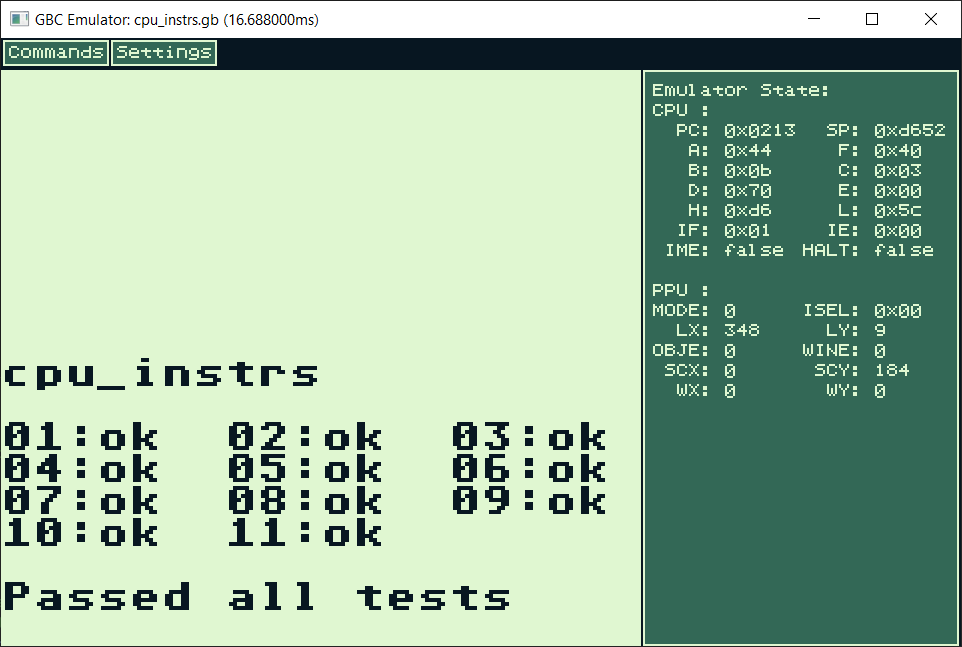 GBC Emulator: cpu_instrs.gb (16.688000ms)
Commands Settings
cpu_instrs
01:ok 02:ok 03:ok
04:ok 05:ok 06:ok
07:ok 08:ok 09:ok
10:ok 11:ok
Passed all tests
Emulator State:
CPU :
PC: 0x0213 SP: 0xd652
A: 0x44 F: 0x40
B: 0x0b C: 0x03
D: 0x70 E: 0x00
H: 0xd6 L: 0x5c
IF: 0x01 IE: 0x00
IME: false HALT: false
PPU :
MODE: 0 ISEL: 0x00
LX: 348 LY: 9
OBJE: 0 WINE: 0
SCX: 0 SCY: 184
WX: 0 WY: 0